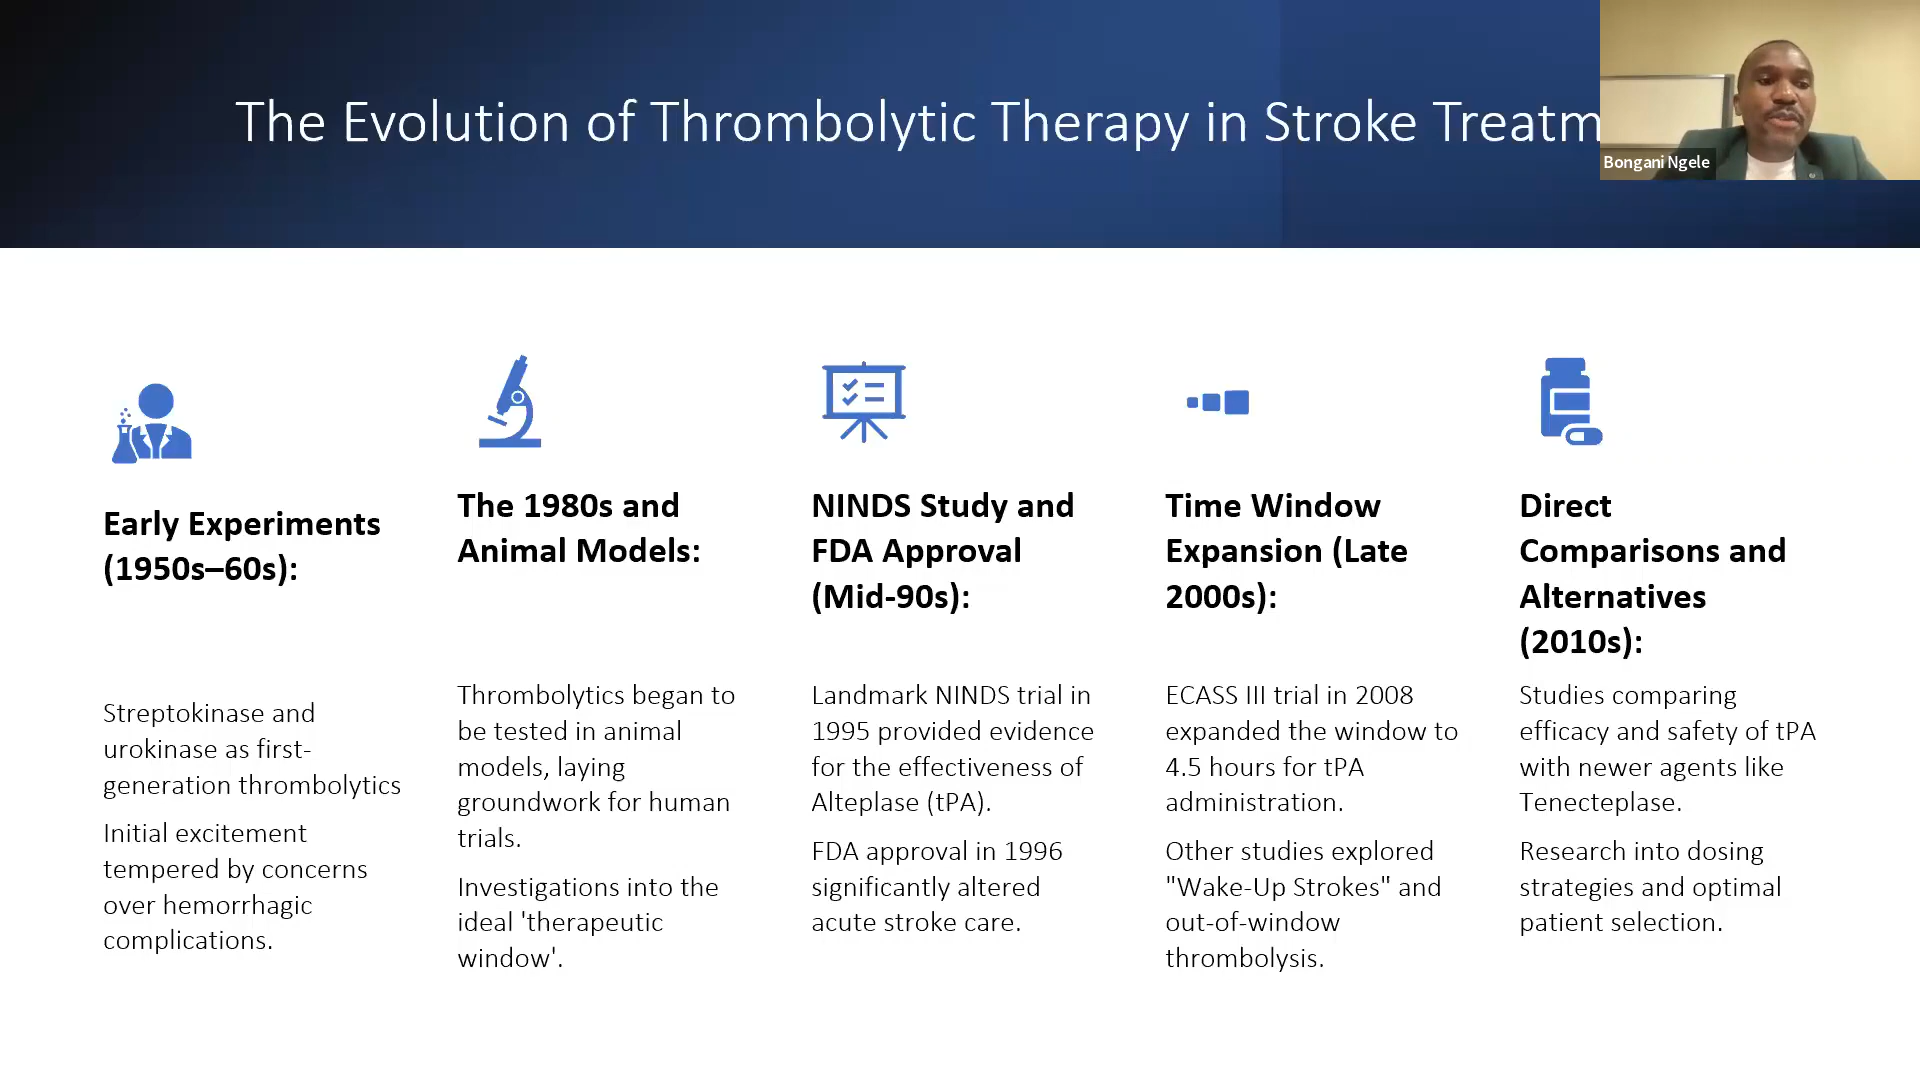 The Evolution of Thrombolytic Therapy in Stroke Treatm
Bongani Ngele
Early Experiments
(1950s–60s):
Streptokinase and
urokinase as first-
generation thrombolytics
Initial excitement
tempered by concerns
over hemorrhagic
complications.
The 1980s and
Animal Models:
Thrombolytics began to
be tested in animal
models, laying
groundwork for human
trials.
Investigations into the
ideal 'therapeutic
window'.
NINDS Study and
FDA Approval
(Mid-90s):
Landmark NINDS trial in
1995 provided evidence
for the effectiveness of
Alteplase (tPA).
FDA approval in 1996
significantly altered
acute stroke care.
Time Window
Expansion (Late
2000s):
ECASS III trial in 2008
expanded the window to
4.5 hours for tPA
administration.
Other studies explored
"Wake-Up Strokes" and
out-of-window
thrombolysis.
Direct
Comparisons and
Alternatives
(2010s):
Studies comparing
efficacy and safety of tPA
with newer agents like
Tenecteplase.
Research into dosing
strategies and optimal
patient selection.